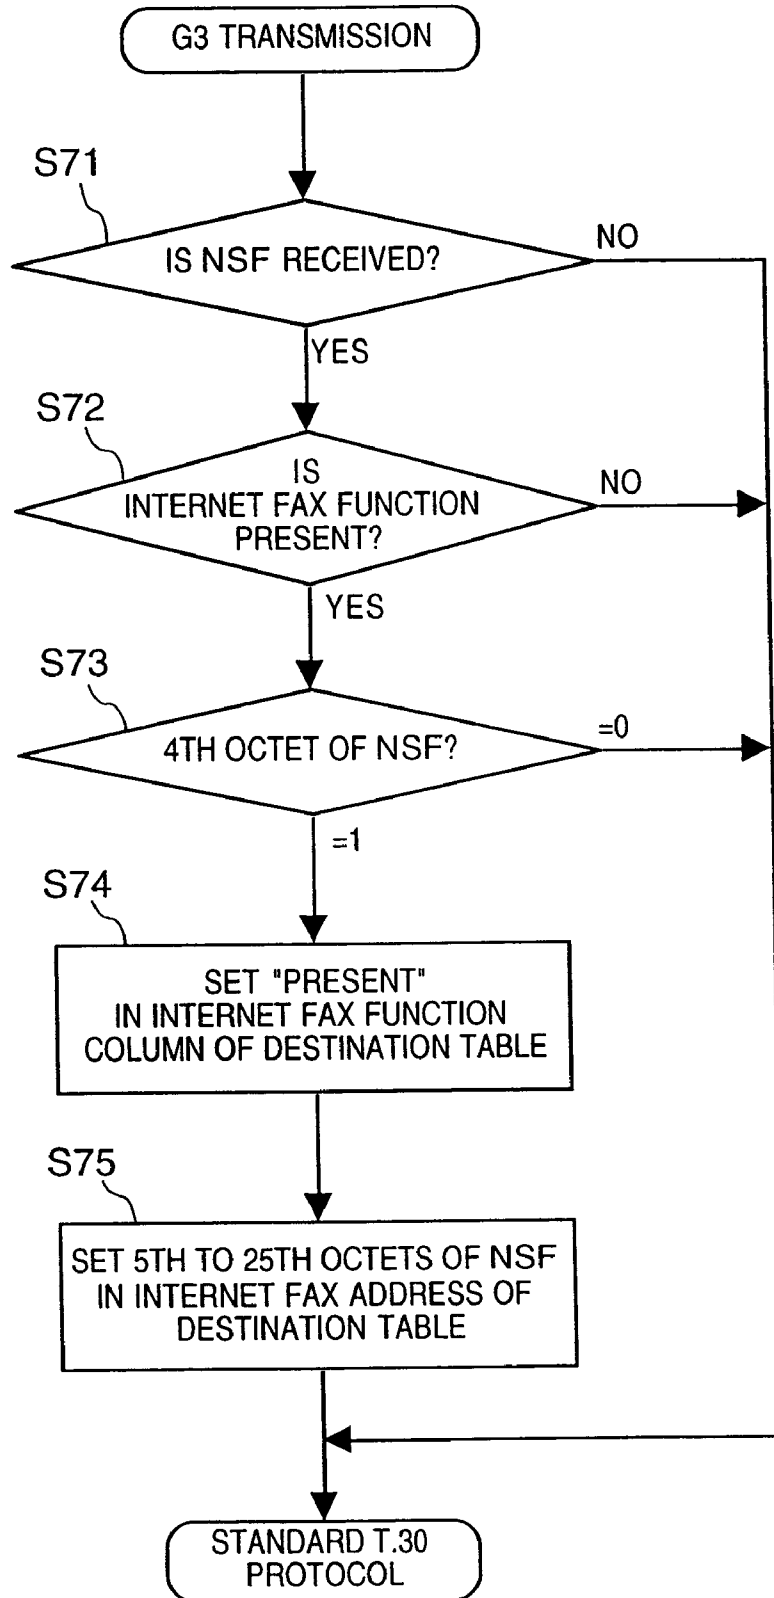 G3 TRANSMISSION
S71
IS NSF RECEIVED?
NO
YES
S72
IS
INTERNET FAX FUNCTION
PRESENT?
NO
YES
S73
4TH OCTET OF NSF?
=0
=1
S74
SET "PRESENT"
IN INTERNET FAX FUNCTION
COLUMN OF DESTINATION TABLE
S75
SET 5TH TO 25TH OCTETS OF NSF
IN INTERNET FAX ADDRESS OF
DESTINATION TABLE
STANDARD T.30
PROTOCOL